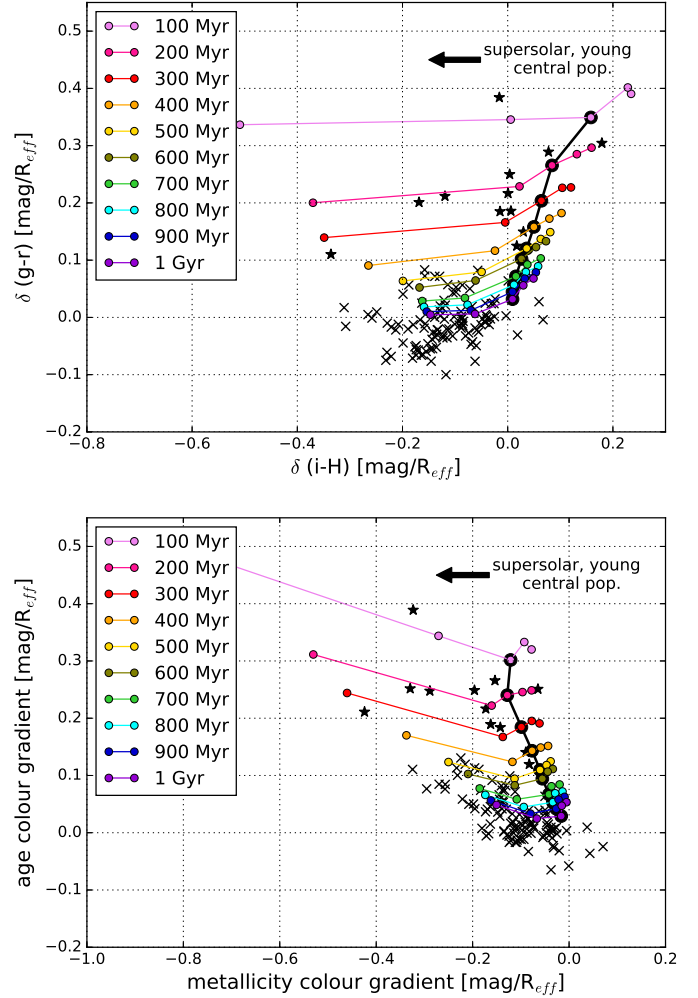 0.5
0.4
0.3
0.2
0.1
0.0
−0.1
−0.2
δ (g-r) [mag/R_eff]
100 Myr
200 Myr
300 Myr
400 Myr
500 Myr
600 Myr
700 Myr
800 Myr
900 Myr
1 Gyr
supersolar, young
central pop.
−0.8 −0.6 −0.4 −0.2 0.0 0.2
δ (i-H) [mag/R_eff]
0.5
0.4
0.3
0.2
0.1
0.0
−0.1
−0.2
age colour gradient [mag/R_eff]
100 Myr
200 Myr
300 Myr
400 Myr
500 Myr
600 Myr
700 Myr
800 Myr
900 Myr
1 Gyr
supersolar, young
central pop.
−1.0 −0.8 −0.6 −0.4 −0.2 0.0 0.2
metallicity colour gradient [mag/R_eff]